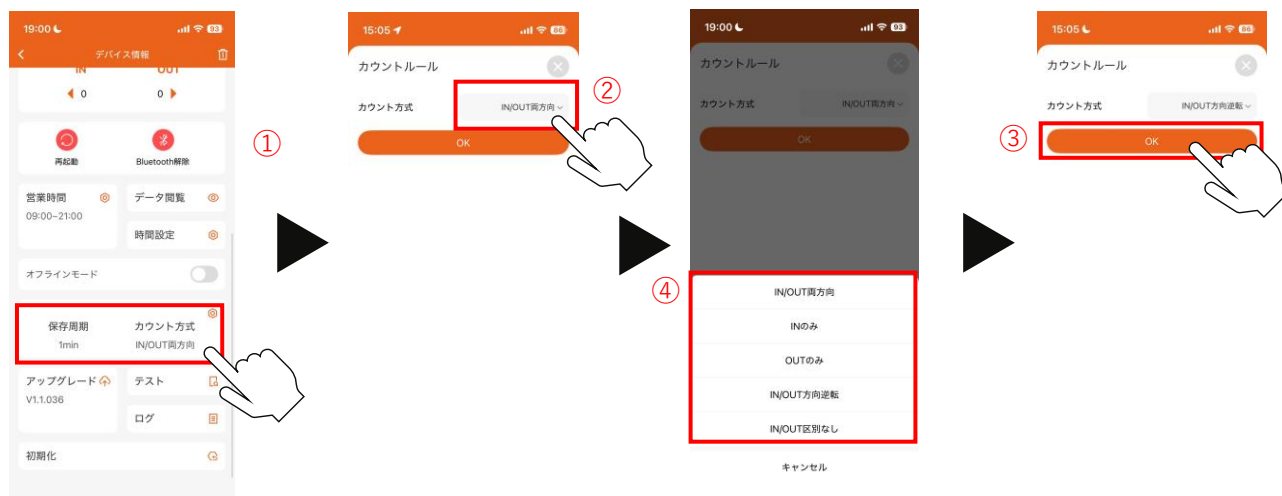 19:00
93
デバイス情報
IN
OUT
0
0
再起動
Bluetooth解除
営業時間
09:00~21:00
データ閲覧
時間設定
オフラインモード
保存周期
1min
カウント方式
IN/OUT両方向
アップグレード
V1.1.036
テスト
ログ
初期化
①
15:05
86
カウントルール
カウント方式
IN/OUT両方向
OK
②
19:00
93
カウントルール
カウント方式
IN/OUT両方向
OK
④
IN/OUT両方向
INのみ
OUTのみ
IN/OUT方向逆転
IN/OUT区別なし
キャンセル
15:05
86
カウントルール
カウント方式
IN/OUT方向逆転
③
OK